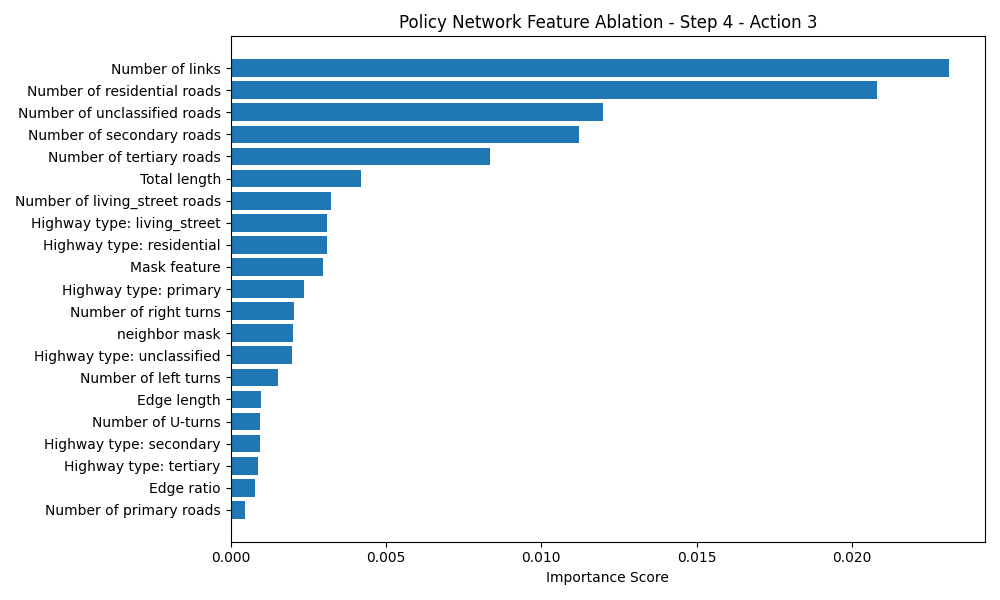 Policy Network Feature Ablation - Step 4 - Action 3
Number of links
Number of residential roads
Number of unclassified roads
Number of secondary roads
Number of tertiary roads
Total length
Number of living_street roads
Highway type: living_street
Highway type: residential
Mask feature
Highway type: primary
Number of right turns
neighbor mask
Highway type: unclassified
Number of left turns
Edge length
Number of U-turns
Highway type: secondary
Highway type: tertiary
Edge ratio
Number of primary roads
0.000 0.005 0.010 0.015 0.020
Importance Score